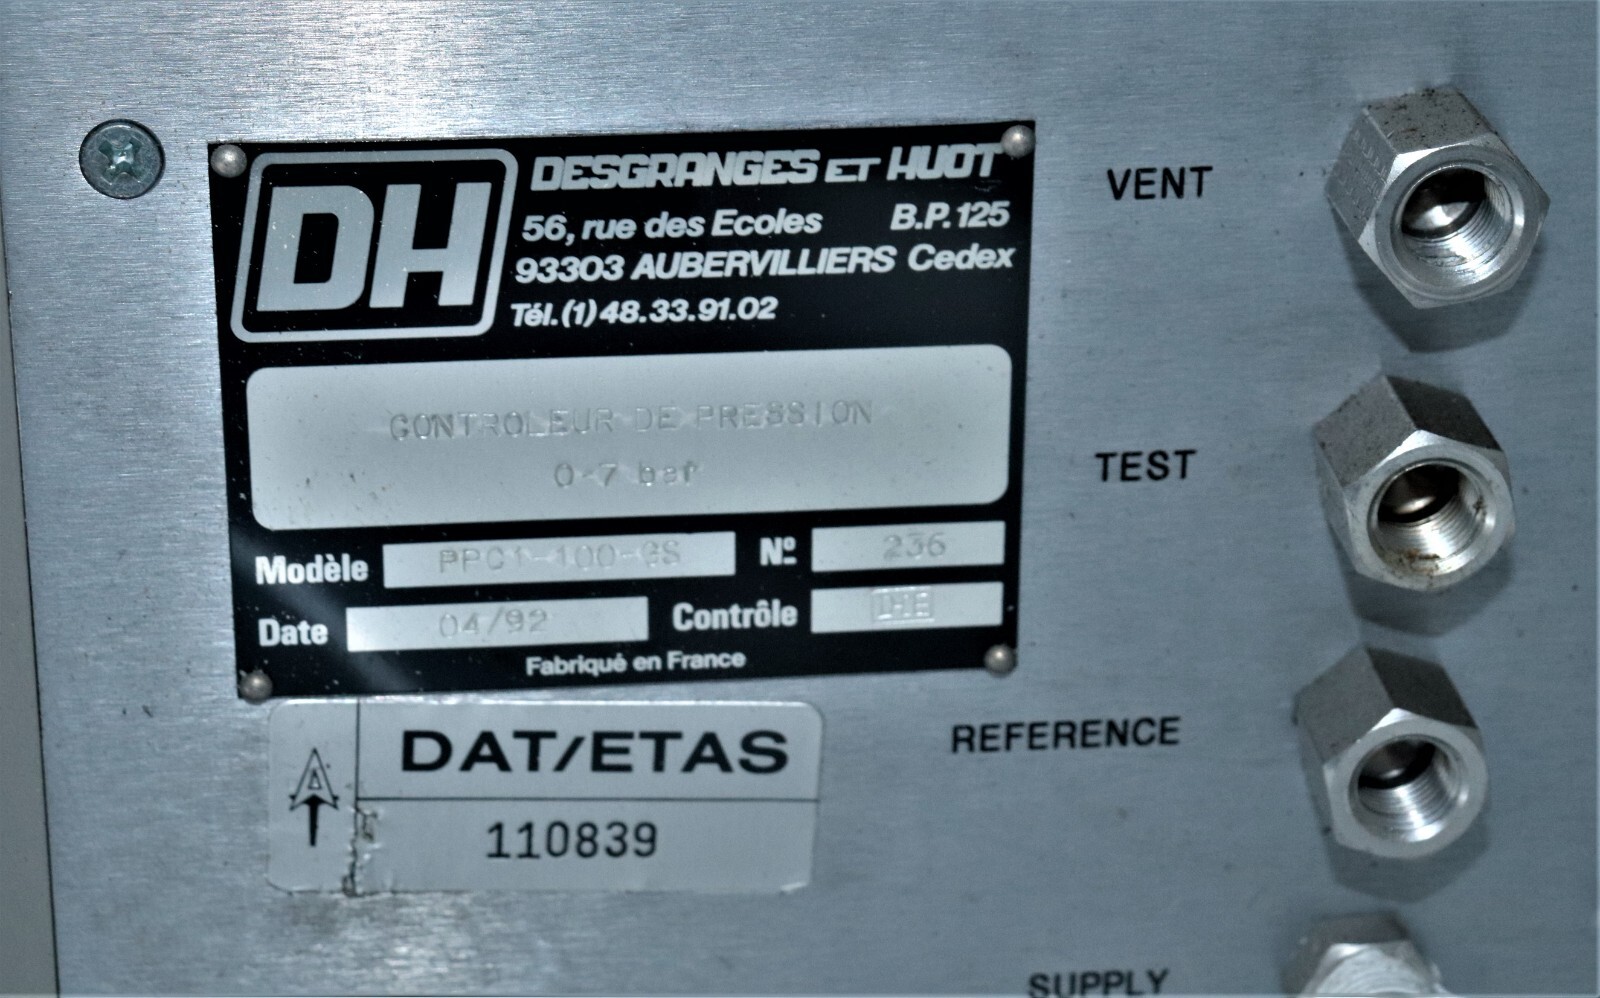 DH
DESGRANGES ET HUOT
56, rue des Ecoles B.P. 125
93303 AUBERVILLIERS Cedex
Tél. (1) 48.33.91.02
CONTROLEUR DE PRESSION
0-7 bar
Modèle PPC1-100-GS Nº 236
Date 04/92 Contrôle
Fabriqué en France
DAT/ETAS
110839
VENT
TEST
REFERENCE
SUPPLY